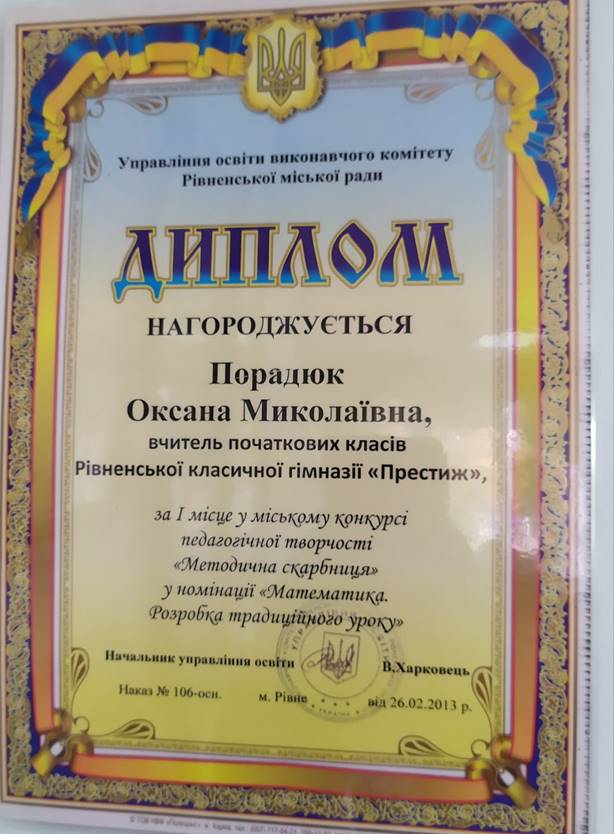 Управління освіти виконавчого комітету
Рівненської міської ради
ДИПЛОМ
НАГОРОДЖУЄТЬСЯ
Порадюк
Оксана Миколаївна,
вчитель початкових класів
Рівненської класичної гімназії «Престиж»,
за І місце у міському конкурсі
педагогічної творчості
«Методична скарбниця»
у номінації «Математика.
Розробка традиційного уроку»
Начальник управління освіти В.Харковець
Наказ № 106-осн. м. Рівне від 26.02.2013 р.